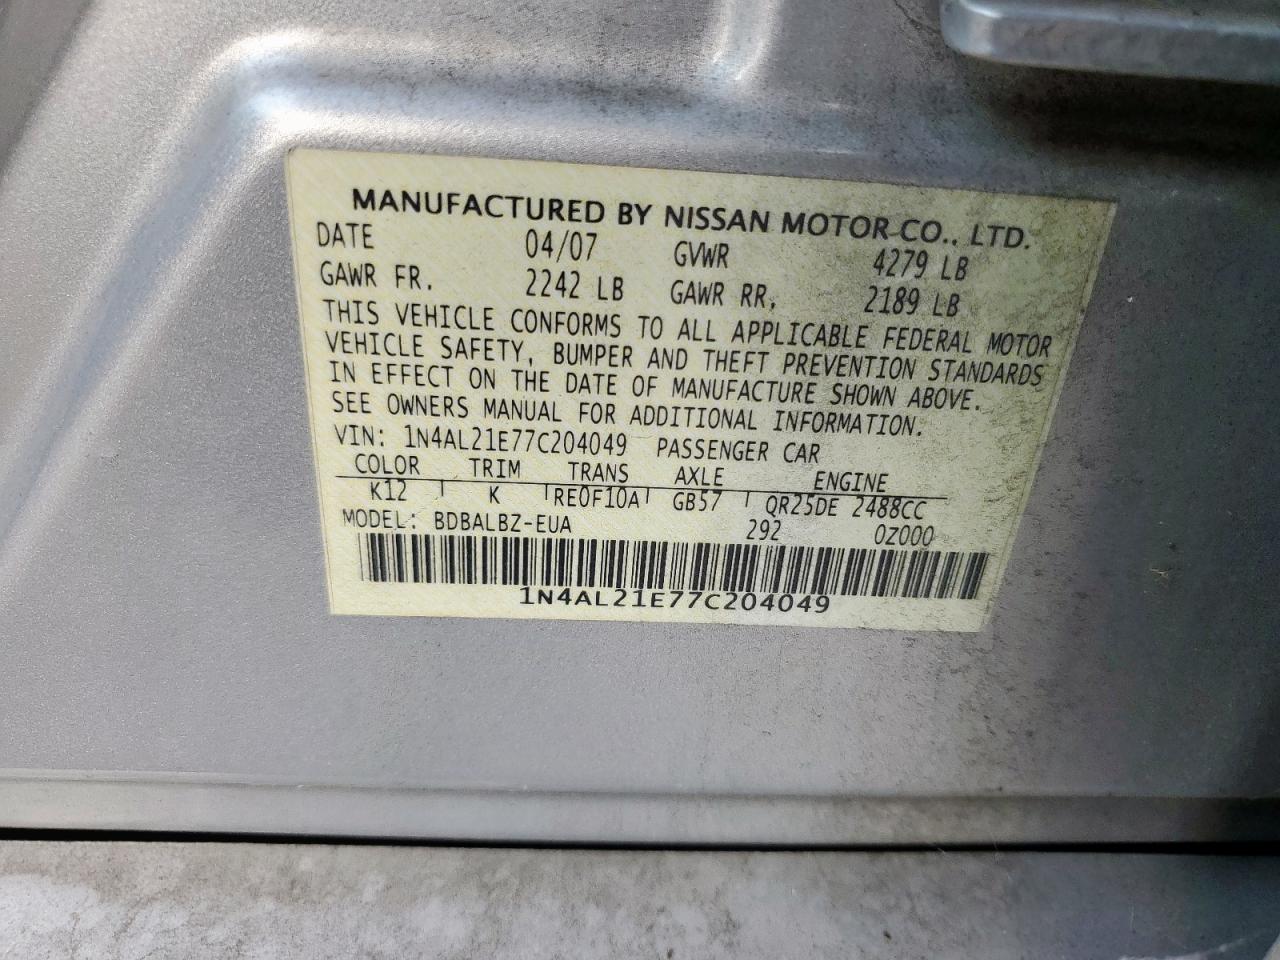 MANUFACTURED BY NISSAN MOTOR CO., LTD.
DATE 04/07 GVWR 4279 LB
GAWR FR. 2242 LB GAWR RR. 2189 LB
THIS VEHICLE CONFORMS TO ALL APPLICABLE FEDERAL MOTOR
VEHICLE SAFETY, BUMPER AND THEFT PREVENTION STANDARDS
IN EFFECT ON THE DATE OF MANUFACTURE SHOWN ABOVE.
SEE OWNERS MANUAL FOR ADDITIONAL INFORMATION.
VIN: 1N4AL21E77C204049 PASSENGER CAR
COLOR TRIM TRANS AXLE ENGINE
K12 K RE0F10A GB57 QR25DE 2488CC
MODEL: BDBALBZ-EUA 292 0Z000
1N4AL21E77C204049